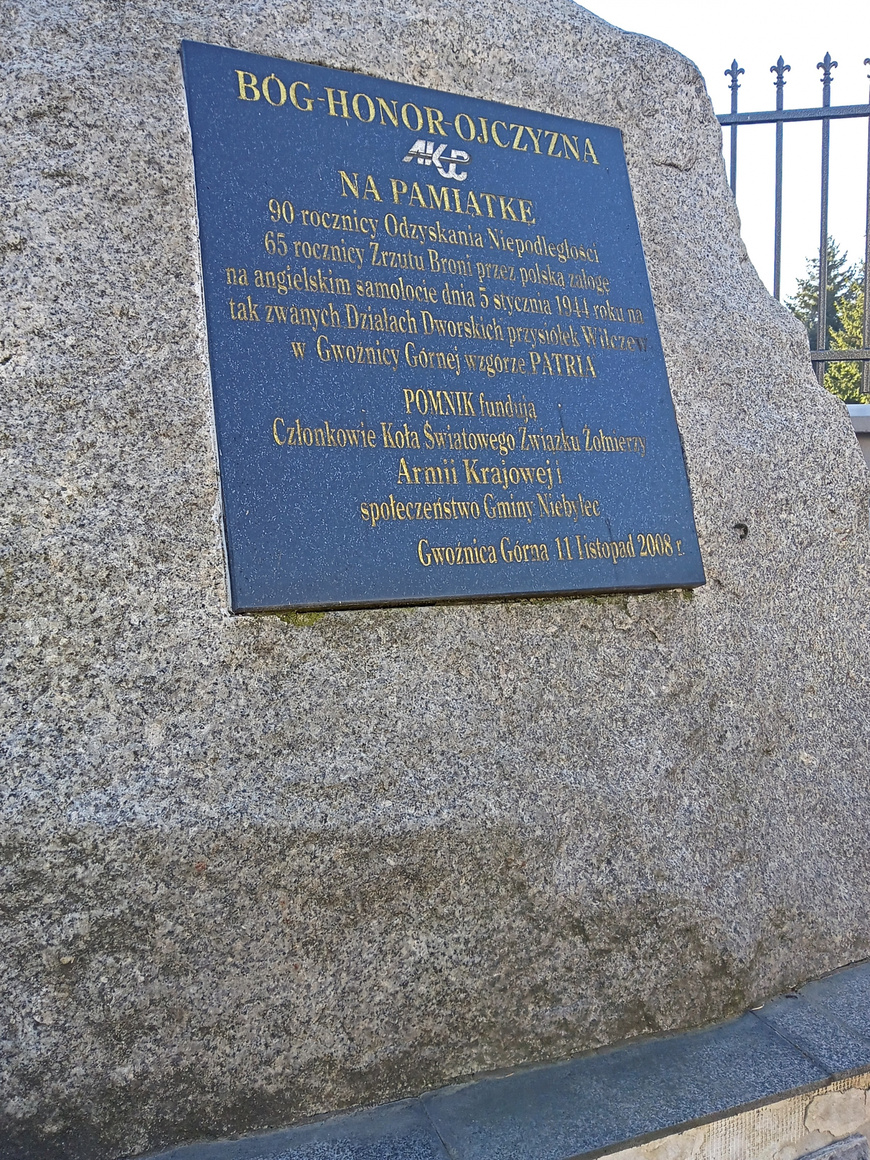 BÓG-HONOR-OJCZYZNA
AK
NA PAMIĄTKĘ
90 rocznicy Odzyskania Niepodległości
65 rocznicy Zrzutu Broni przez polską załogę
na angielskim samolocie dnia 5 stycznia 1944 roku na
tak zwanych Działach Dworskich przysiółek Wilczew
w Gwoźnicy Górnej wzgórze PATRIA
POMNIK fundują
Członkowie Koła Światowego Związku Żołnierzy
Armii Krajowej i
społeczeństwo Gminy Niebylec
Gwoźnica Górna 11 listopad 2008 r.